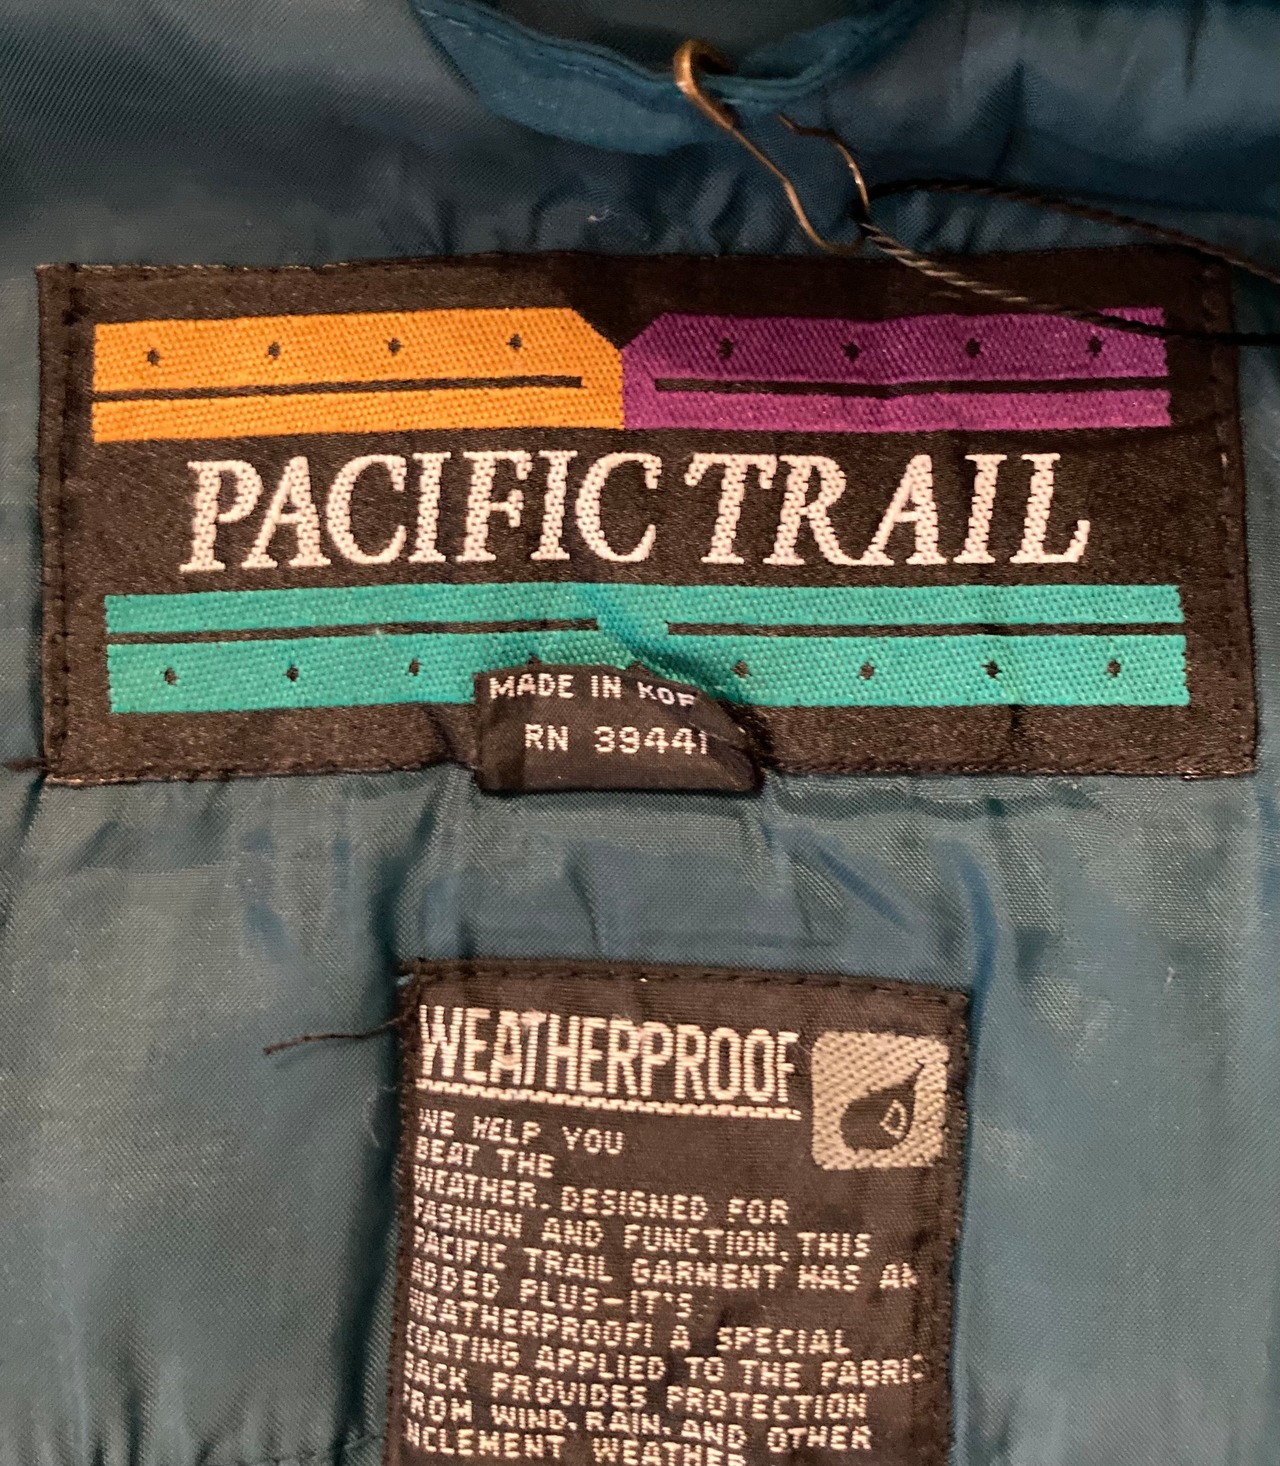 PACIFIC TRAIL
MADE IN KOR
RN 39441
WEATHERPROOF
WE HELP YOU
BEAT THE
WEATHER. DESIGNED FOR
FASHION AND FUNCTION, THIS
PACIFIC TRAIL GARMENT HAS AN
ADDED PLUS-IT'S
WEATHERPROOF! A SPECIAL
COATING APPLIED TO THE FABRIC
BACK PROVIDES PROTECTION
FROM WIND, RAIN, AND OTHER
INCLEMENT WEATHER